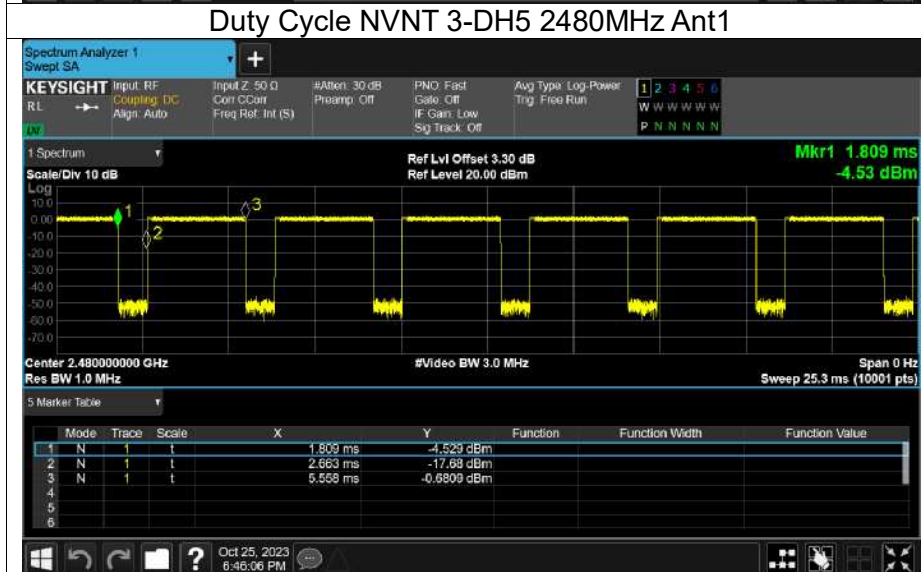 Duty Cycle NVNT 3-DH5 2480MHz Ant1
Spectrum Analyzer 1
Swept SA
+
KEYSIGHT
RL
Input: RF
Coupling: DC
Align: Auto
Input Z: 50 Ω
Corr CCorr
Freq Ref: Int (S)
#Atten: 30 dB
Preamp: Off
PNO: Fast
Gate: Off
IF Gain: Low
Sig Track: Off
Avg Type: Log-Power
Trig: Free Run
1 2 3 4 5 6
W W W W W W
P N N N N N
1 Spectrum
Scale/Div 10 dB
Ref Lvl Offset 3.30 dB
Ref Level 20.00 dBm
Mkr1 1.809 ms
-4.53 dBm
Log
10.0
0.00
-10.0
-20.0
-30.0
-40.0
-50.0
-60.0
-70.0
1
2
3
Center 2.480000000 GHz
Res BW 1.0 MHz
#Video BW 3.0 MHz
Span 0 Hz
Sweep 25.3 ms (10001 pts)
5 Marker Table
Mode Trace Scale X Y Function Function Width Function Value
1 N 1 t 1.809 ms -4.529 dBm
2 N 1 t 2.663 ms -17.68 dBm
3 N 1 t 5.558 ms -0.6809 dBm
4
5
6
?
Oct 25, 2023
6:46:06 PM